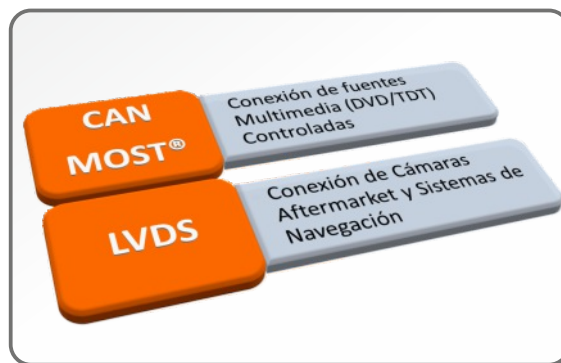 CAN
MOST®
Conexión de fuentes
Multimedia (DVD/TDT)
Controladas
LVDS
Conexión de Cámaras
Aftermarket y Sistemas de
Navegación